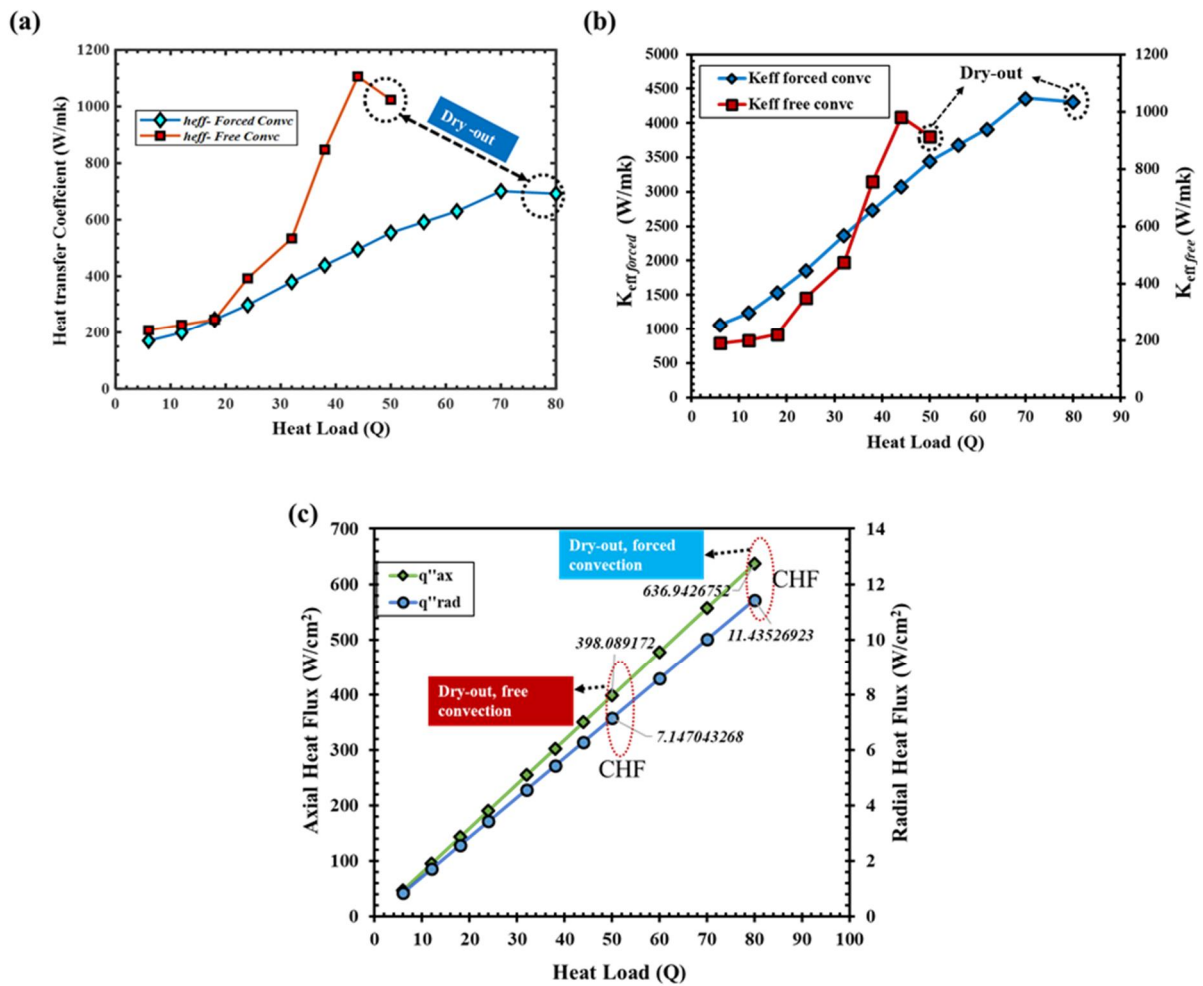 (a)
1200
1000
800
600
400
200
0
Heat transfer Coeffcient (W/mk)
heff- Forced Convc
heff- Free Convc
Dry -out
0 10 20 30 40 50 60 70 80
Heat Load (Q)
(b)
5000
4500
4000
3500
3000
2500
2000
1500
1000
500
0
Keff forced (W/mk)
Keff forced convc
Keff free convc
Dry-out
1200
1000
800
600
400
200
0
Keff free (W/mk)
0 10 20 30 40 50 60 70 80 90
Heat Load (Q)
(c)
700
600
500
400
300
200
100
0
Axial Heat Flux (W/cm²)
q"ax
q"rad
Dry-out, forced
convection
636.9426752
CHF
11.43526923
398.089172
Dry-out, free
convection
7.147043268
CHF
14
12
10
8
6
4
2
0
Radial Heat Flux (W/cm²)
0 10 20 30 40 50 60 70 80 90 100
Heat Load (Q)